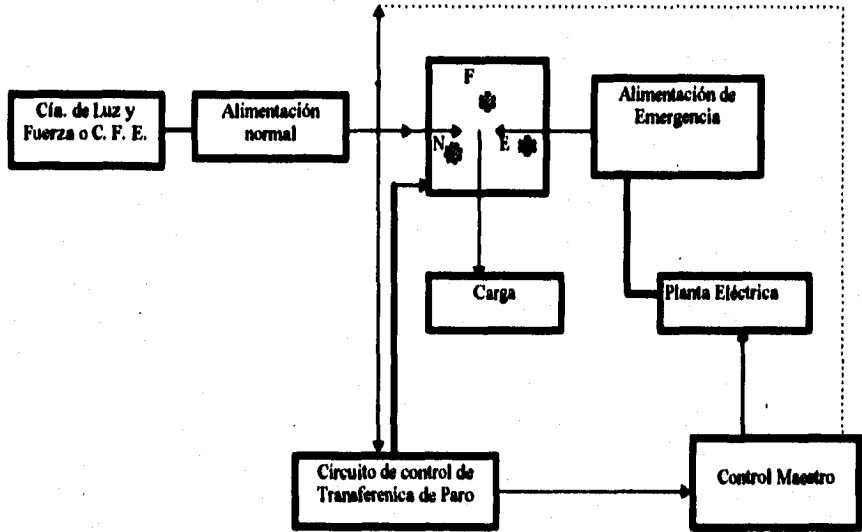 F
Cía. de Luz y
Fuerza o C. F. E.
Alimentación
normal
N
E
Alimentación de
Emergencia
Carga
Planta Eléctrica
Circuito de control de
Transferenica de Paro
Control Maestro